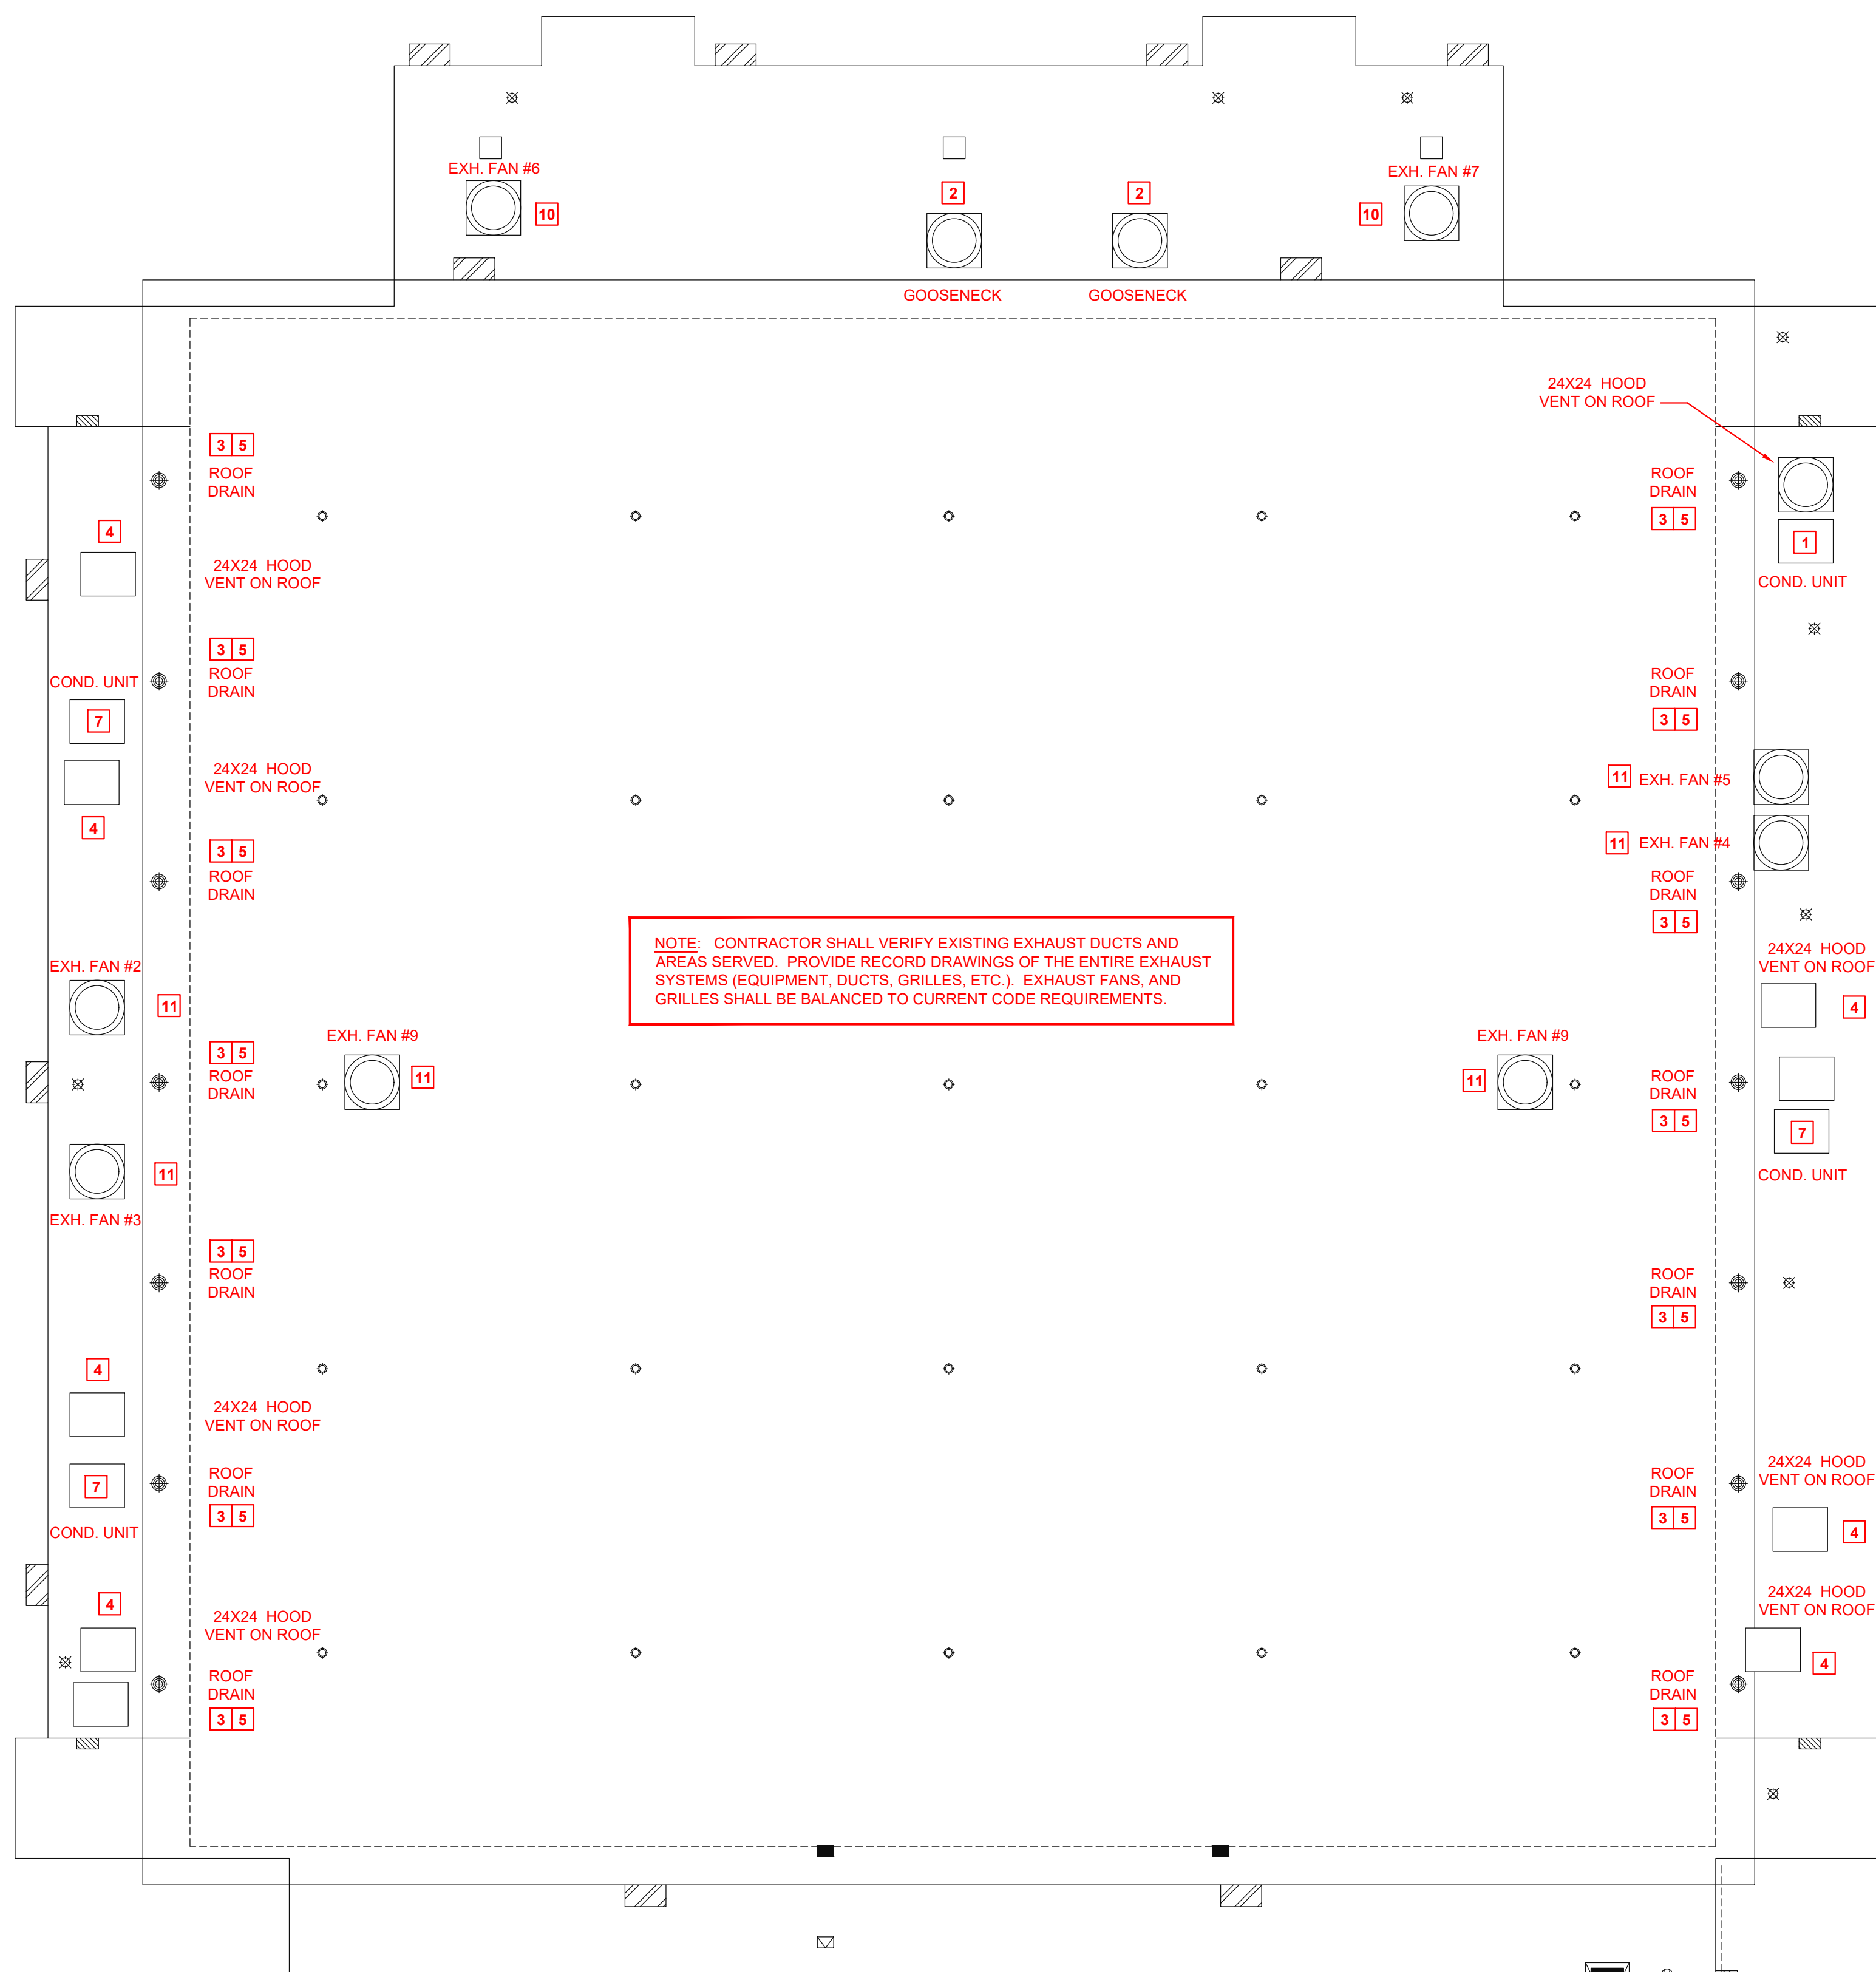 EXH. FAN #6
10
2
2
EXH. FAN #7
10
GOOSENECK
GOOSENECK
24X24 HOOD
VENT ON ROOF
3 5
ROOF
DRAIN
ROOF
DRAIN
3 5
4
1
24X24 HOOD
VENT ON ROOF
COND. UNIT
3 5
ROOF
DRAIN
ROOF
DRAIN
3 5
COND. UNIT
7
24X24 HOOD
VENT ON ROOF
11 EXH. FAN #5
4
11 EXH. FAN #4
3 5
ROOF
DRAIN
ROOF
DRAIN
3 5
NOTE: CONTRACTOR SHALL VERIFY EXISTING EXHAUST DUCTS AND
AREAS SERVED. PROVIDE RECORD DRAWINGS OF THE ENTIRE EXHAUST
SYSTEMS (EQUIPMENT, DUCTS, GRILLES, ETC.). EXHAUST FANS, AND
GRILLES SHALL BE BALANCED TO CURRENT CODE REQUIREMENTS.
24X24 HOOD
VENT ON ROOF
4
EXH. FAN #2
11
EXH. FAN #9
11
EXH. FAN #9
11
3 5
ROOF
DRAIN
ROOF
DRAIN
3 5
7
COND. UNIT
11
EXH. FAN #3
3 5
ROOF
DRAIN
ROOF
DRAIN
3 5
4
24X24 HOOD
VENT ON ROOF
24X24 HOOD
VENT ON ROOF
7
COND. UNIT
ROOF
DRAIN
3 5
ROOF
DRAIN
3 5
4
4
24X24 HOOD
VENT ON ROOF
24X24 HOOD
VENT ON ROOF
4
ROOF
DRAIN
3 5
ROOF
DRAIN
3 5